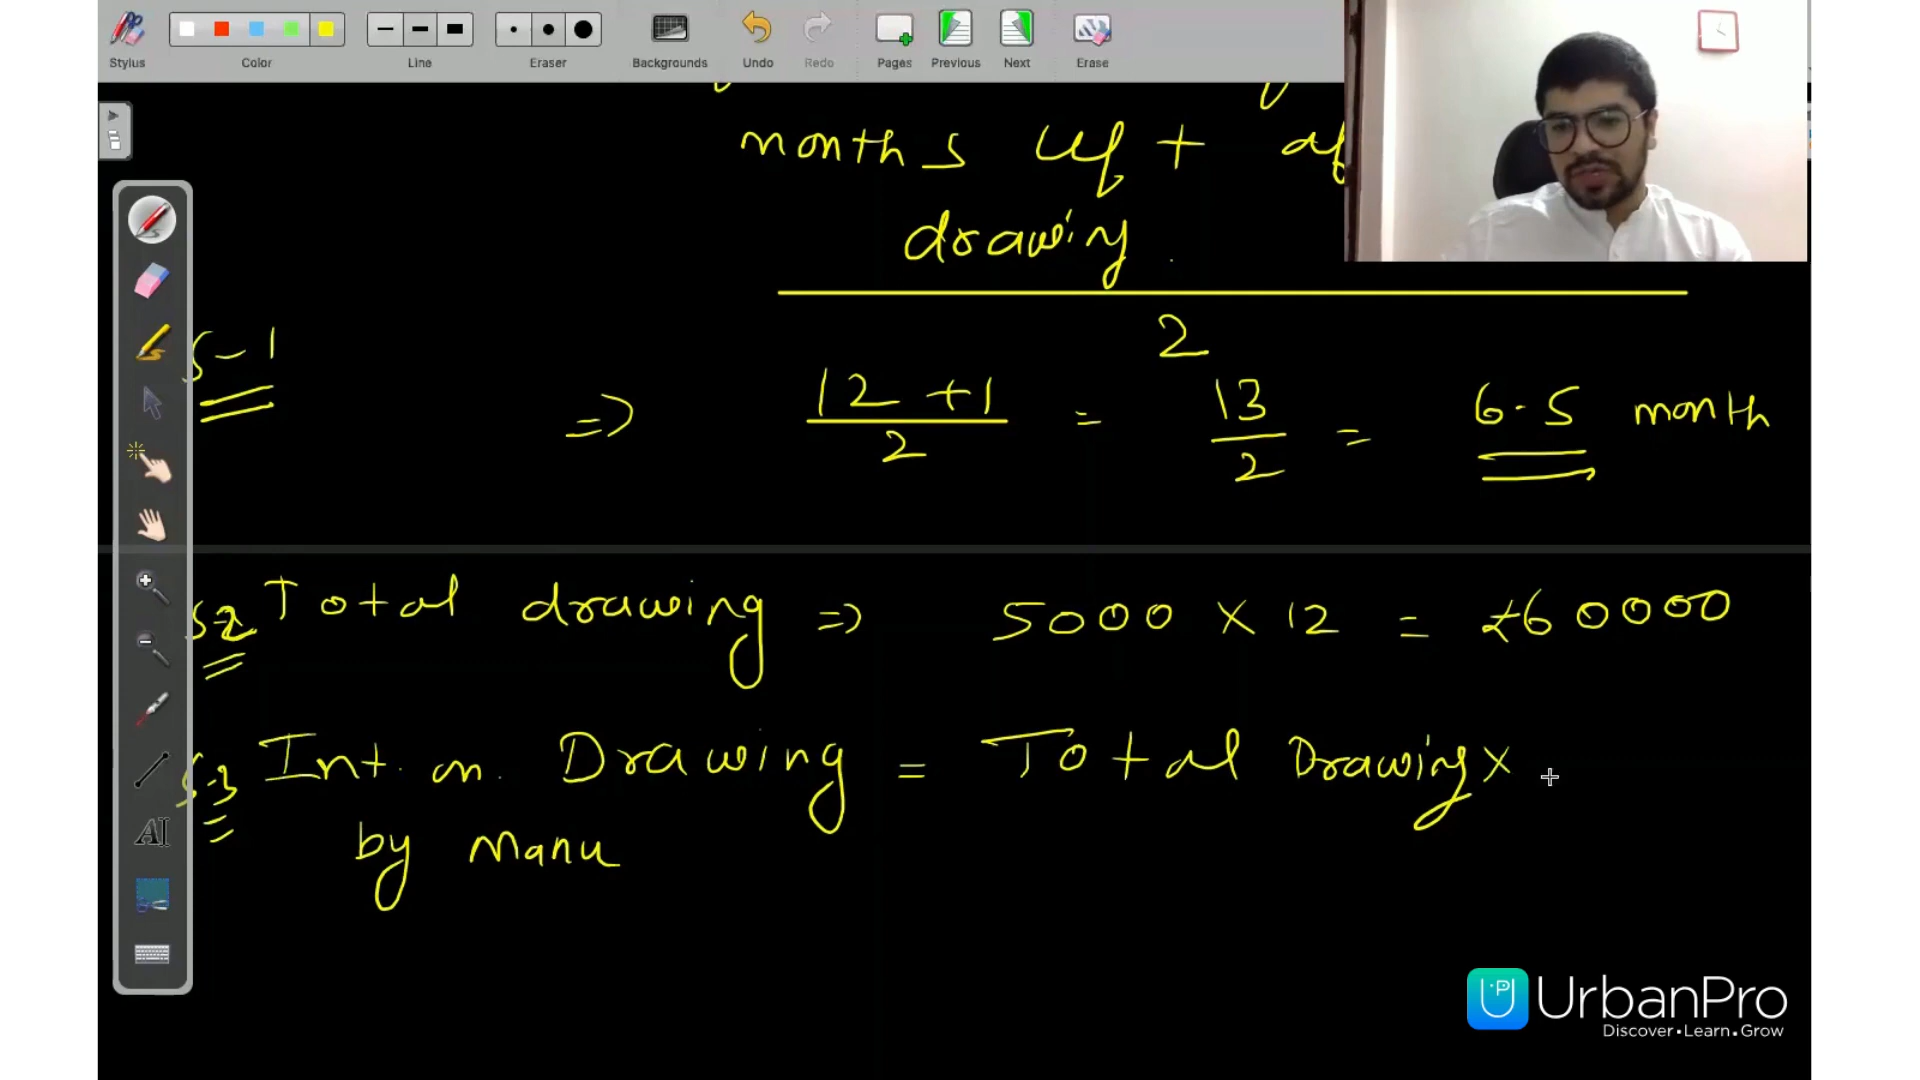 Stylus Color Line Eraser Backgrounds Undo Redo Pages Previous Next Erase
months left +
drawing.
2
S-1 => 12 +1 / 2 = 13 / 2 = 6.5 month
S-2 Total drawing => 5000 × 12 = ₹60000
S-3 Int. on. Drawing = Total Drawing ×
by Manu
AI
UrbanPro
Discover•Learn•Grow